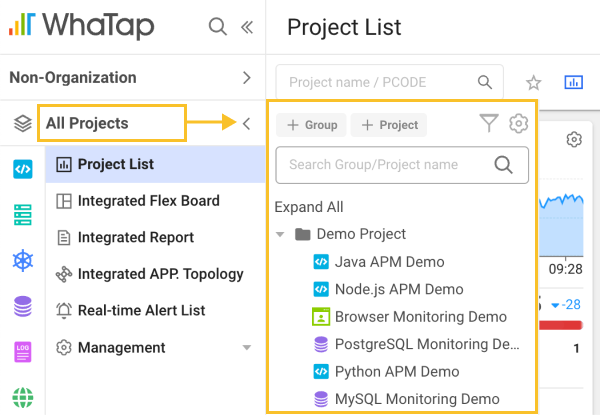 WhaTap
Project List
Non-Organization
Project name / PCODE
All Projects
+ Group
+ Project
Project List
Search Group/Project name
Integrated Flex Board
Expand All
Integrated Report
Demo Project
Java APM Demo
09:28
Integrated APP. Topology
Node.js APM Demo
Real-time Alert List
-28
Browser Monitoring Demo
Management
PostgreSQL Monitoring De...
1
LOG
Python APM Demo
MySQL Monitoring Demo